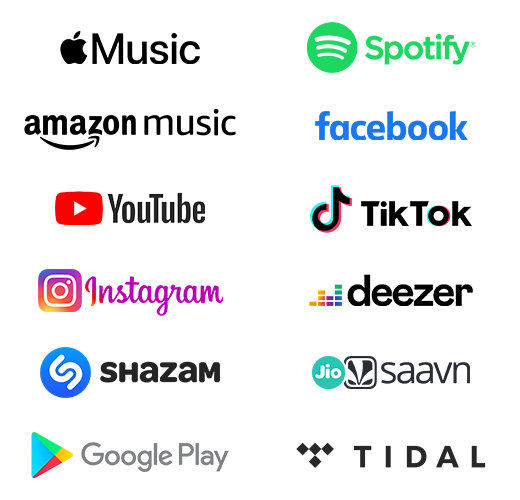 Music
Spotify®
amazon music
facebook
YouTube
TikTok
Instagram
deezer
SHAZAM
Jio saavn
Google Play
TIDAL